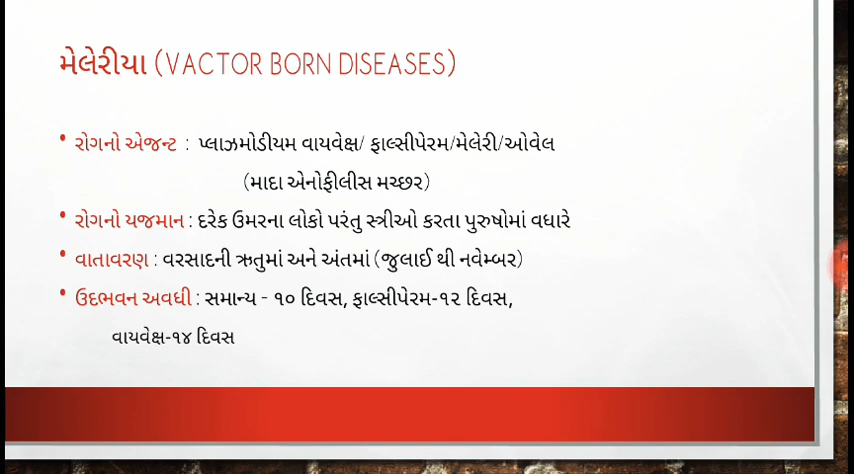 મેલેરીયા (VACTOR BORN DISEASES)
• રોગનો એજન્ટ : પ્લાઝમોડીયમ વાયવેક્ષ/ ફાલ્સીપેરમ/મેલેરી/ઓવેલ
(માદા એનોફીલીસ મચ્છર)
• રોગનો યજમાન : દરેક ઉમરના લોકો પરંતુ સ્ત્રીઓ કરતા પુરુષોમાં વધારે
• વાતાવરણ : વરસાદની ઋતુમાં અને અંતમાં (જુલાઈ થી નવેમ્બર)
• ઉદભવન અવધી : સમાન્ય - ૧૦ દિવસ, ફાલ્સીપેરમ-૧૨ દિવસ,
વાયવેક્ષ-૧૪ દિવસ